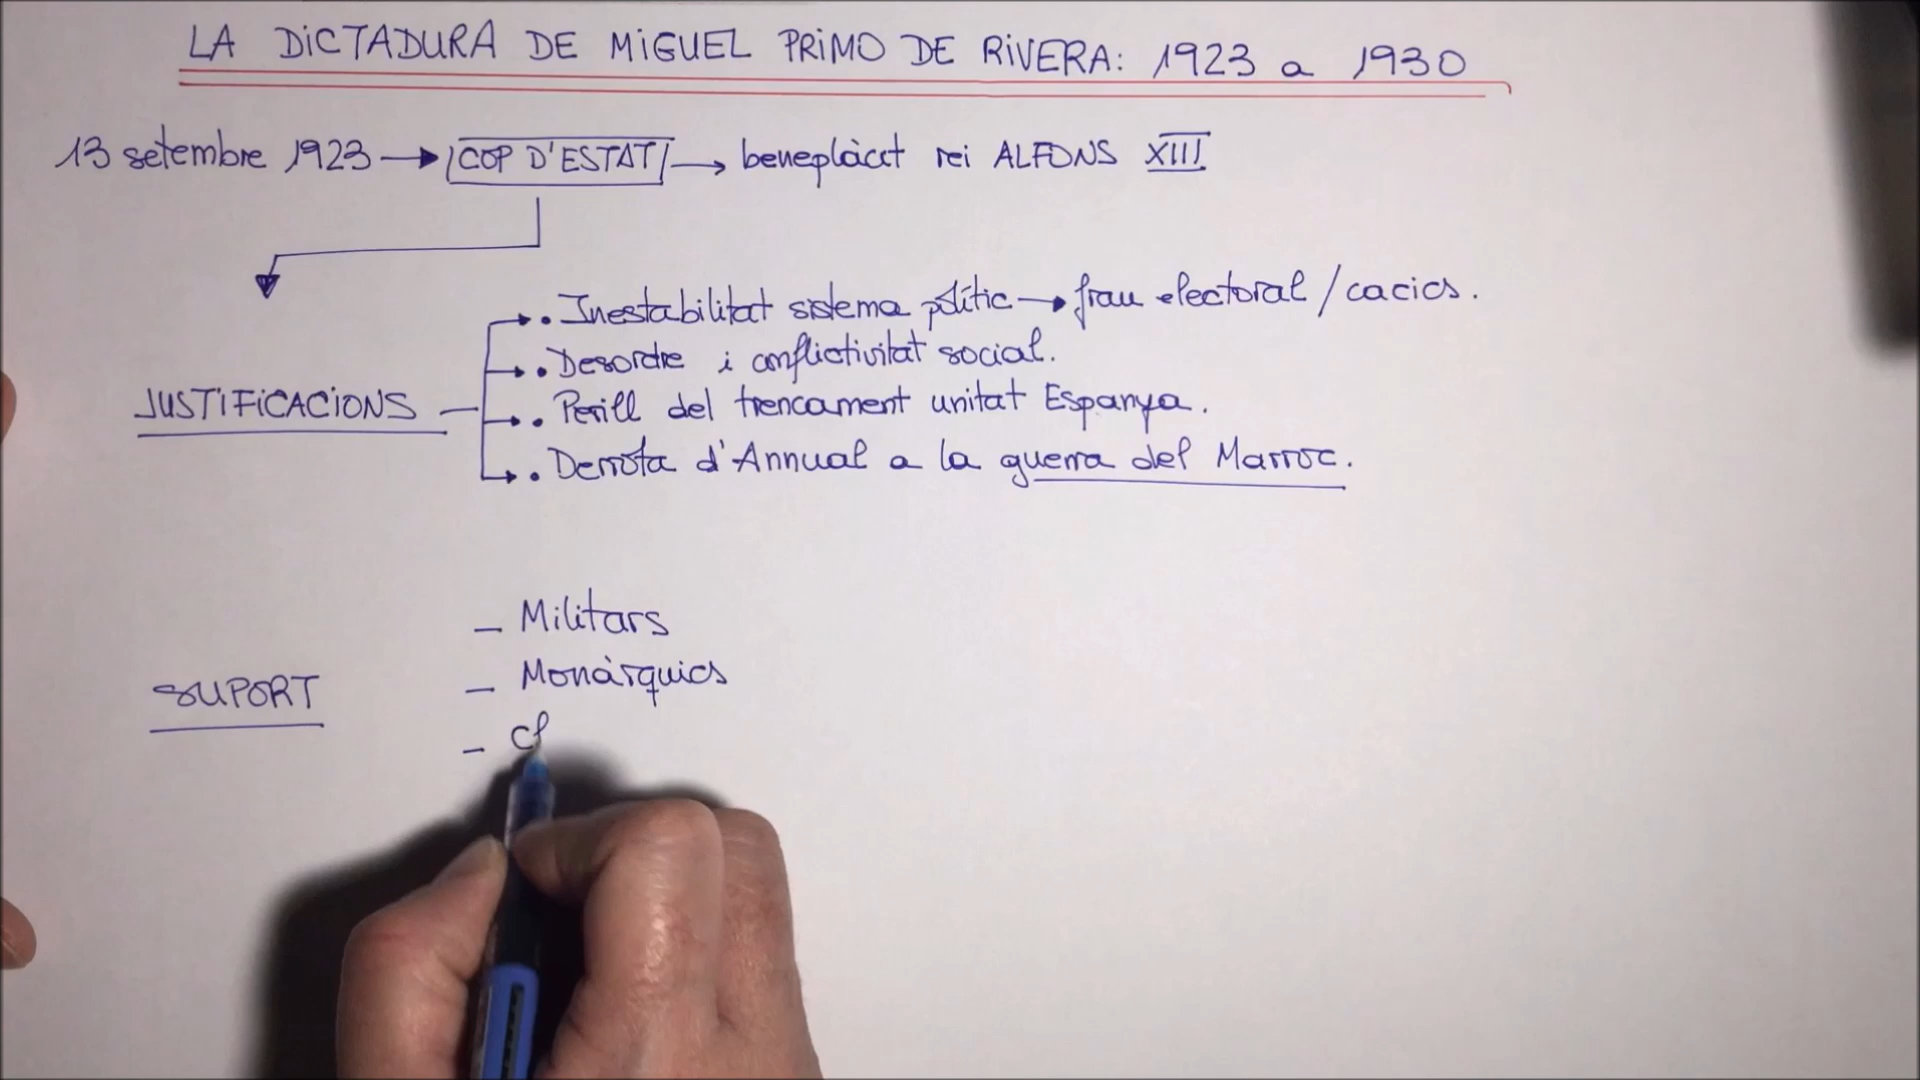 LA DICTADURA DE MIGUEL PRIMO DE RIVERA: 1923 a 1930
13 setembre 1923 → COP D'ESTAT → beneplàcit rei ALFONS XIII
• Inestabilitat sistema polític → frau electoral / cacics.
• Desordre i conflictivitat social.
JUSTIFICACIONS
• Perill del trencament unitat Espanya.
• Derrota d'Annual a la guerra del Marroc.
– Militars
– Monàrquics
SUPORT
– Cl